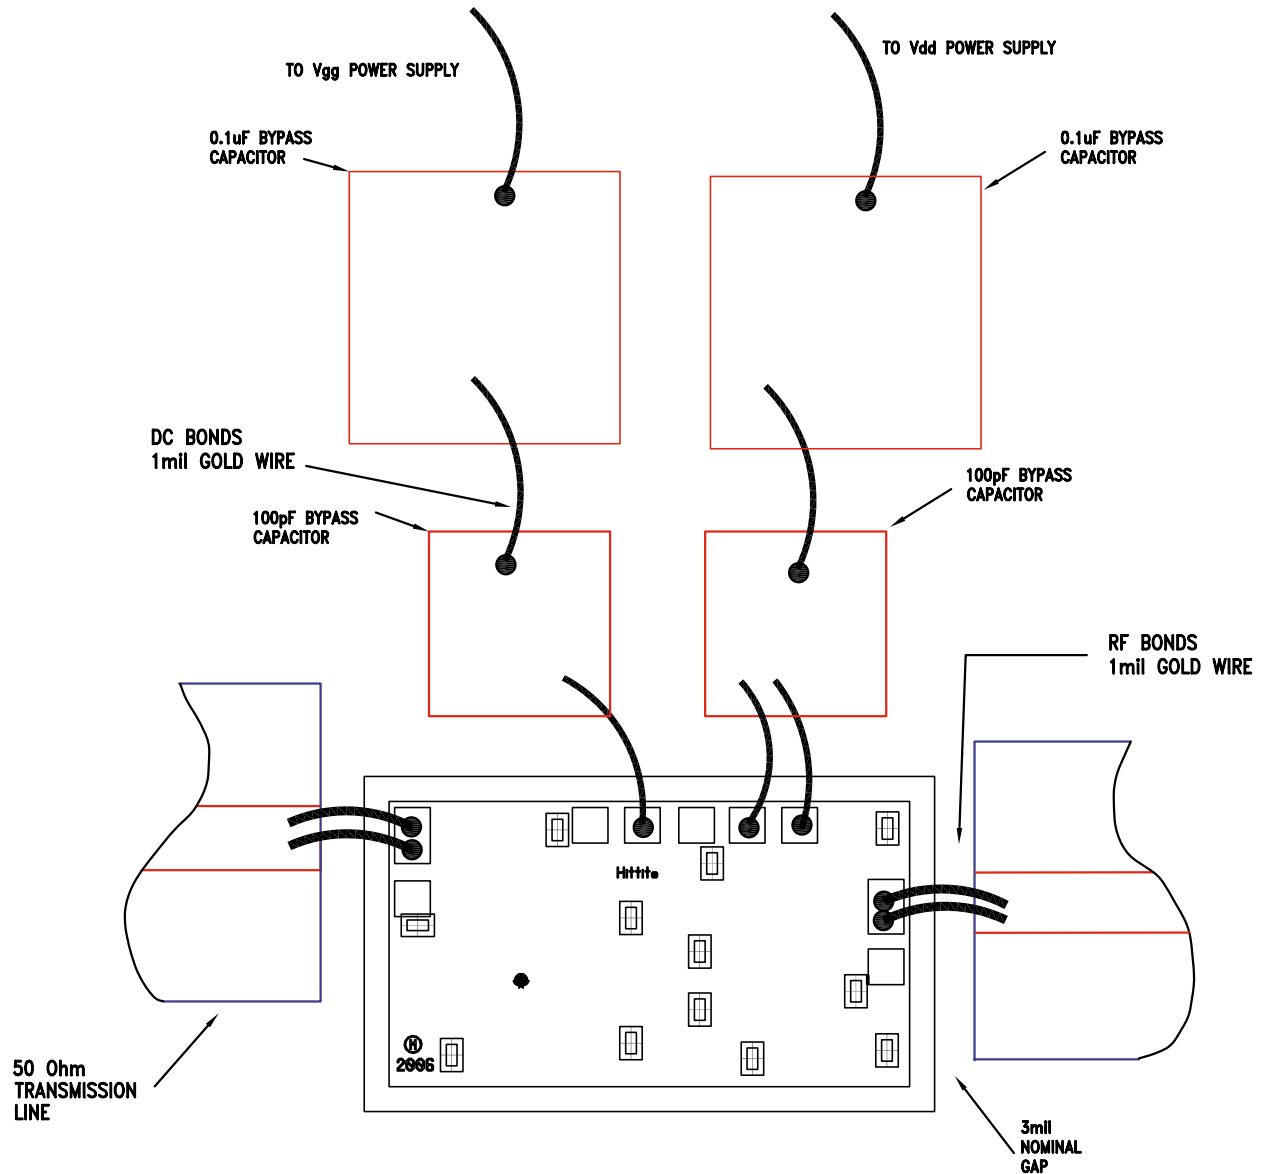 TO Vgg POWER SUPPLY
TO Vdd POWER SUPPLY
0.1uF BYPASS
CAPACITOR
0.1uF BYPASS
CAPACITOR
DC BONDS
1mil GOLD WIRE
100pF BYPASS
CAPACITOR
100pF BYPASS
CAPACITOR
RF BONDS
1mil GOLD WIRE
Hittite
H
2006
50 Ohm
TRANSMISSION
LINE
3mil
NOMINAL
GAP